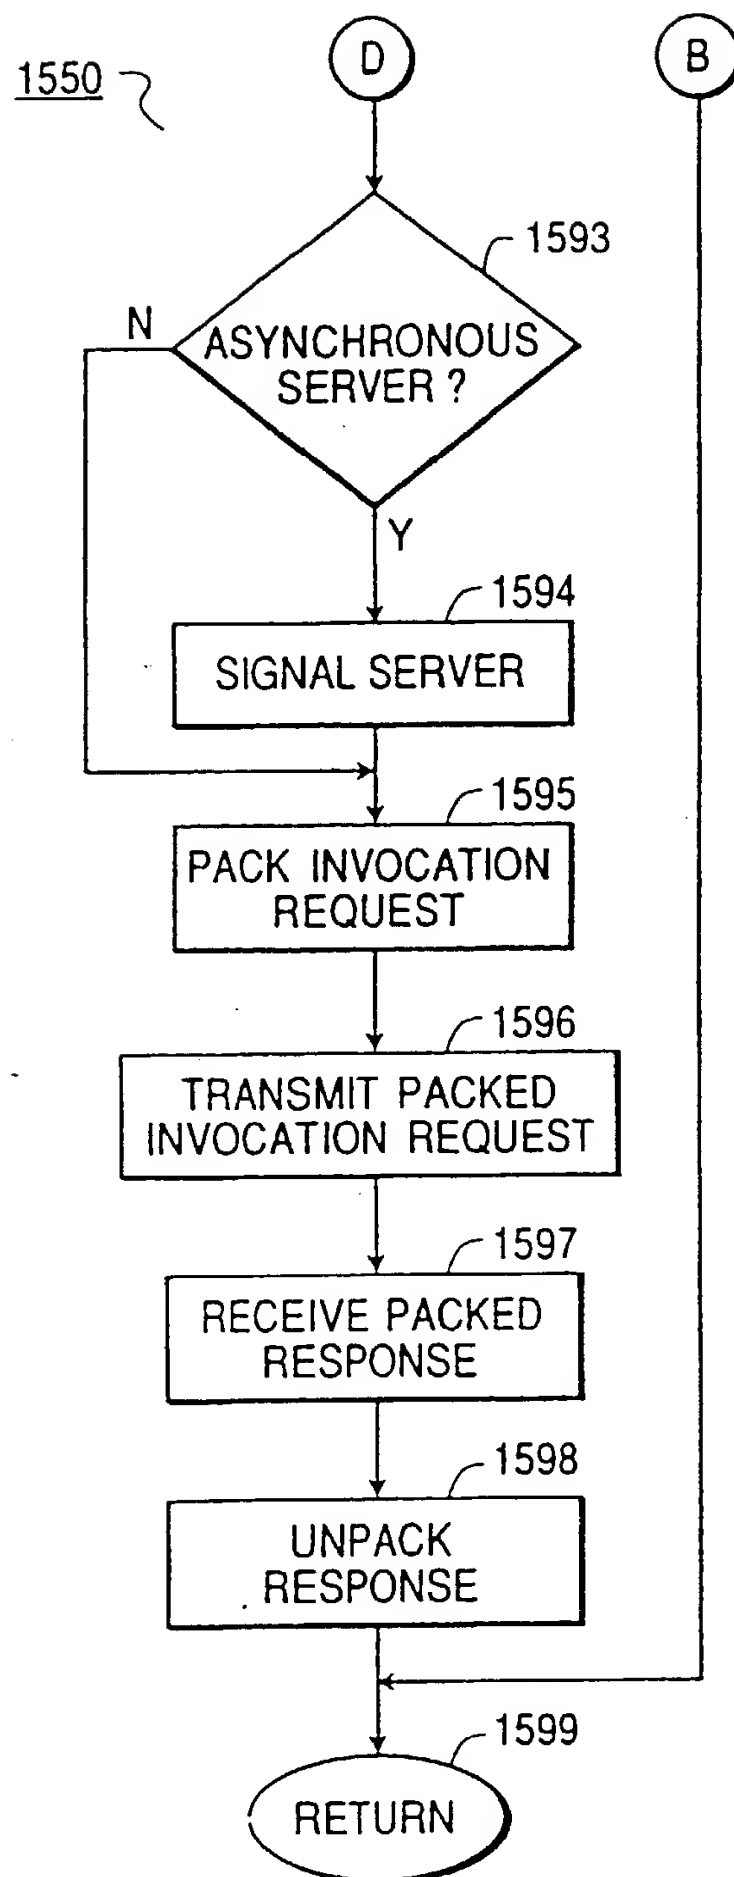 D
B
1550
1593
N
ASYNCHRONOUS
SERVER ?
Y
1594
SIGNAL SERVER
1595
PACK INVOCATION
REQUEST
1596
TRANSMIT PACKED
INVOCATION REQUEST
1597
RECEIVE PACKED
RESPONSE
1598
UNPACK
RESPONSE
1599
RETURN